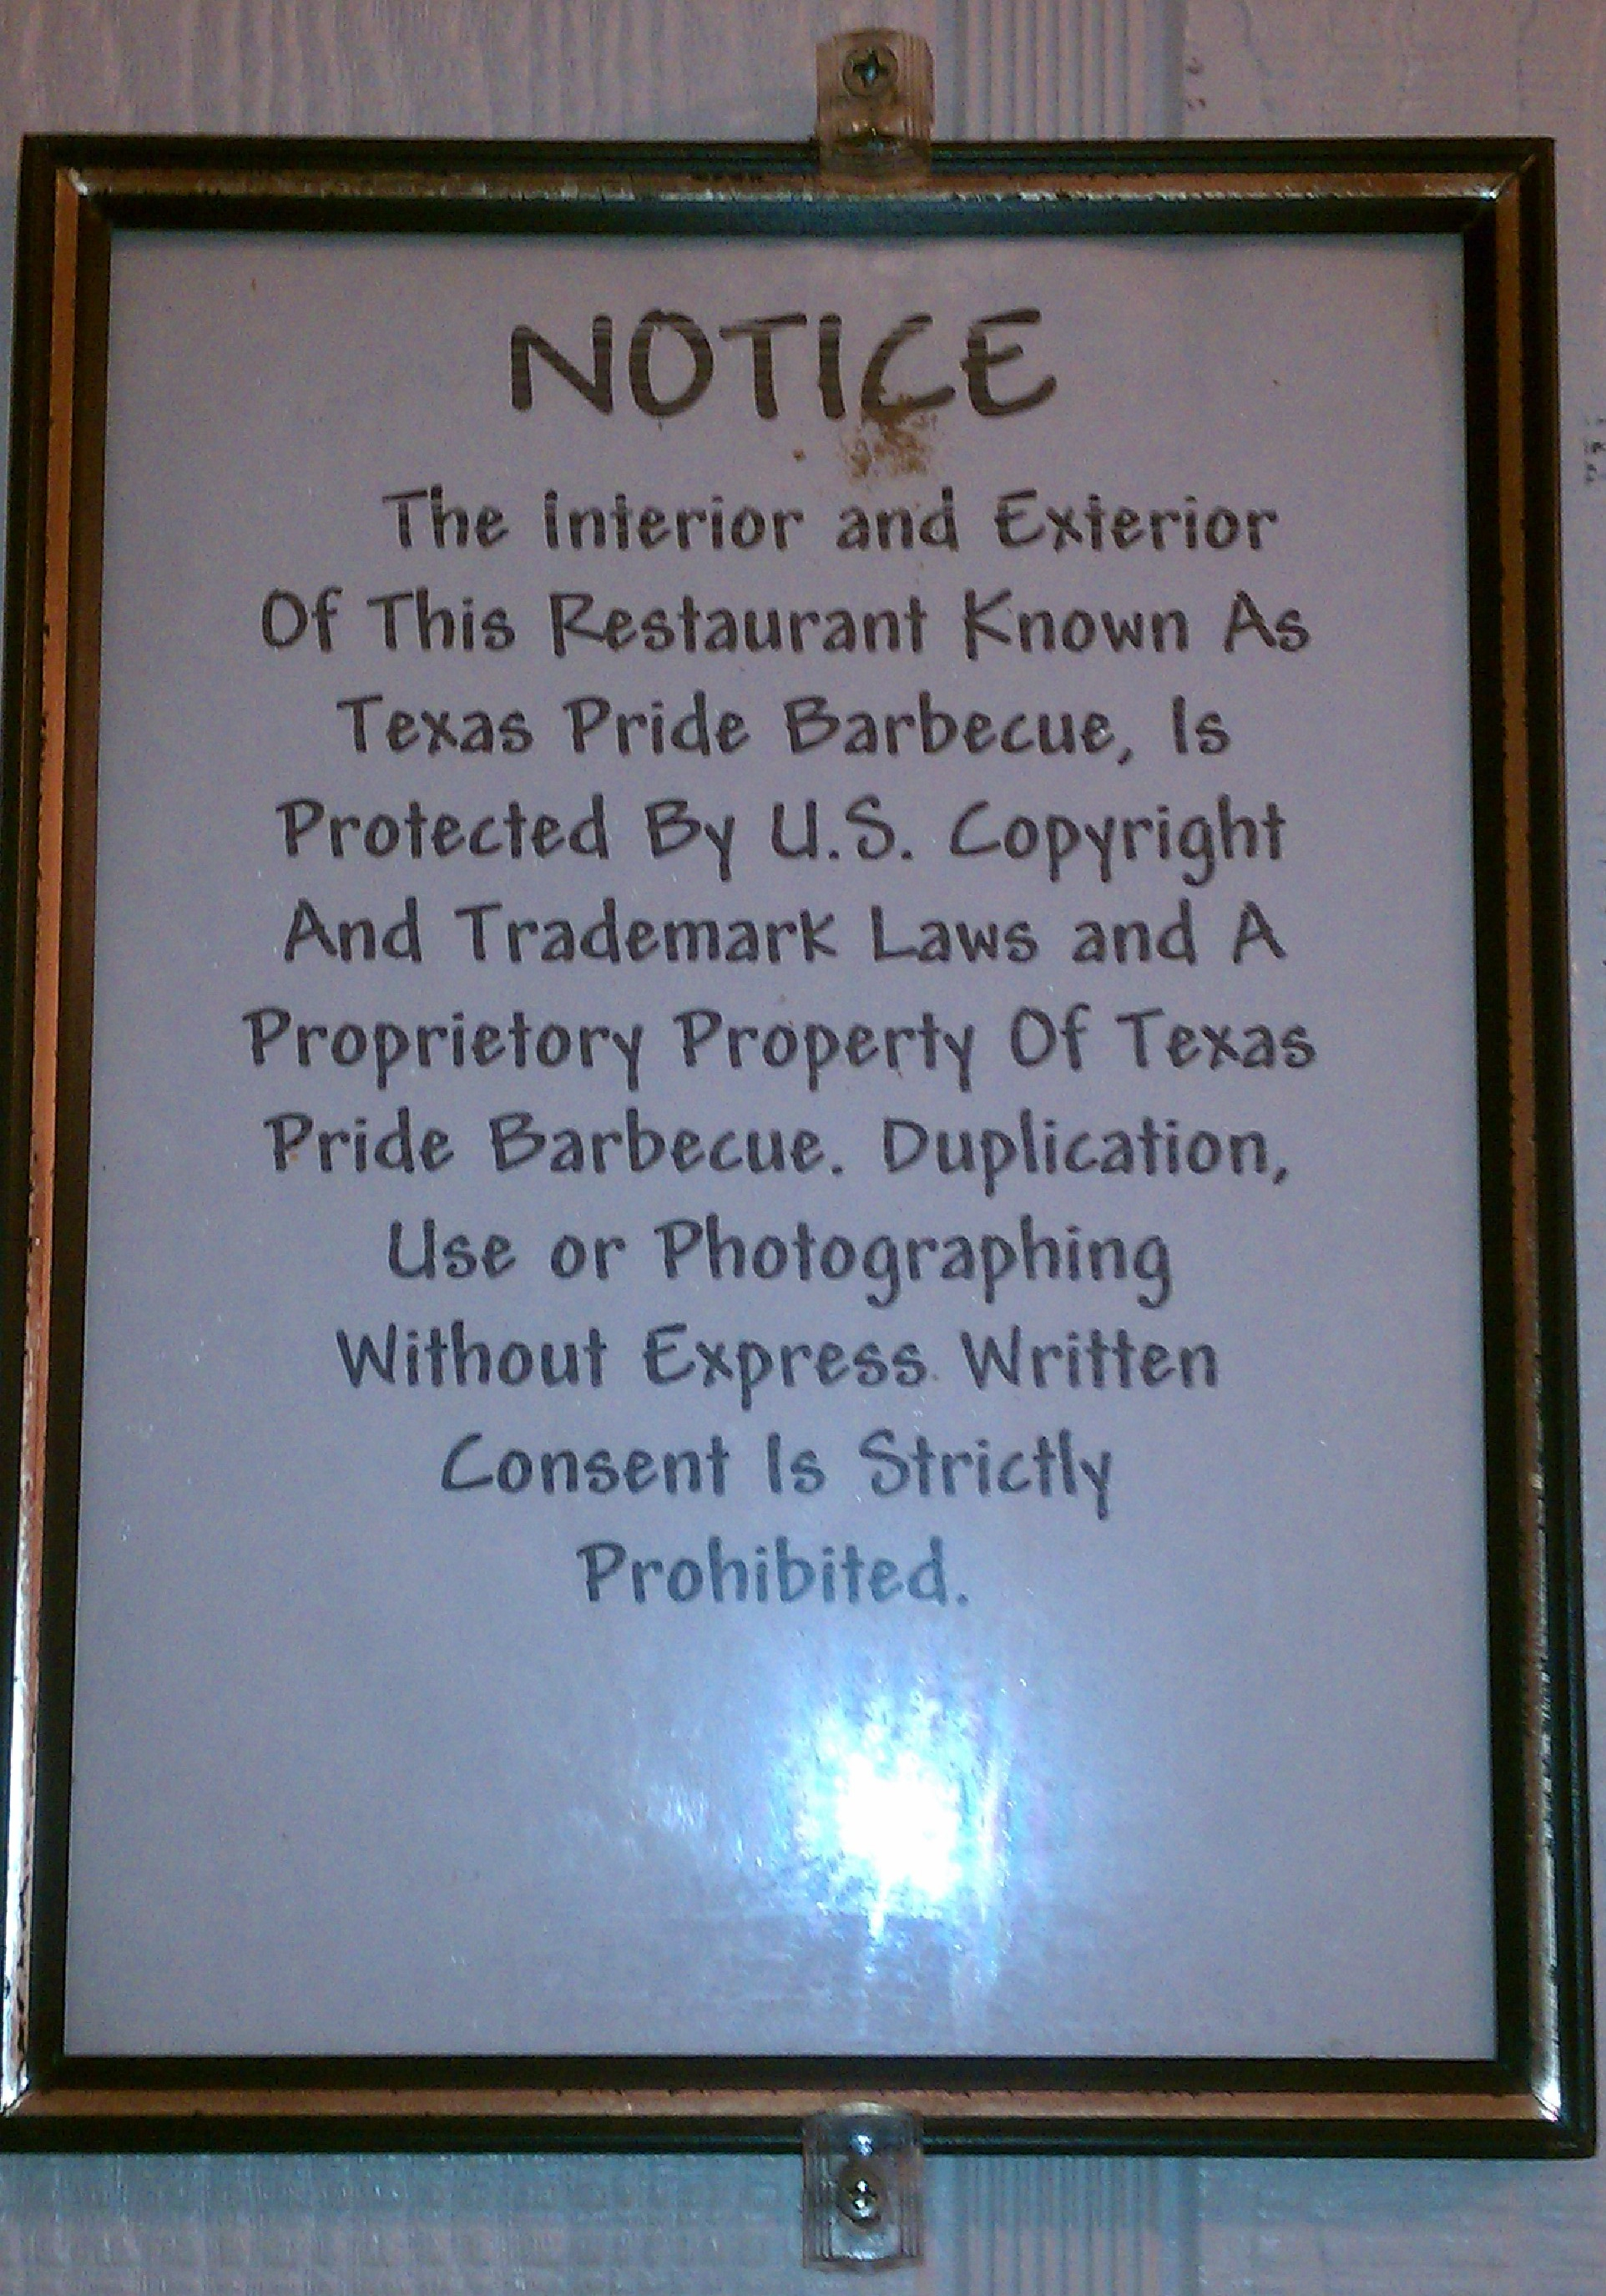 NOTICE
The Interior and Exterior
Of This Restaurant Known As
Texas Pride Barbecue, Is
Protected By U.S. Copyright
And Trademark Laws and A
Proprietory Property Of Texas
Pride Barbecue. Duplication,
Use or Photographing
Without Express Written
Consent Is Strictly
Prohibited.